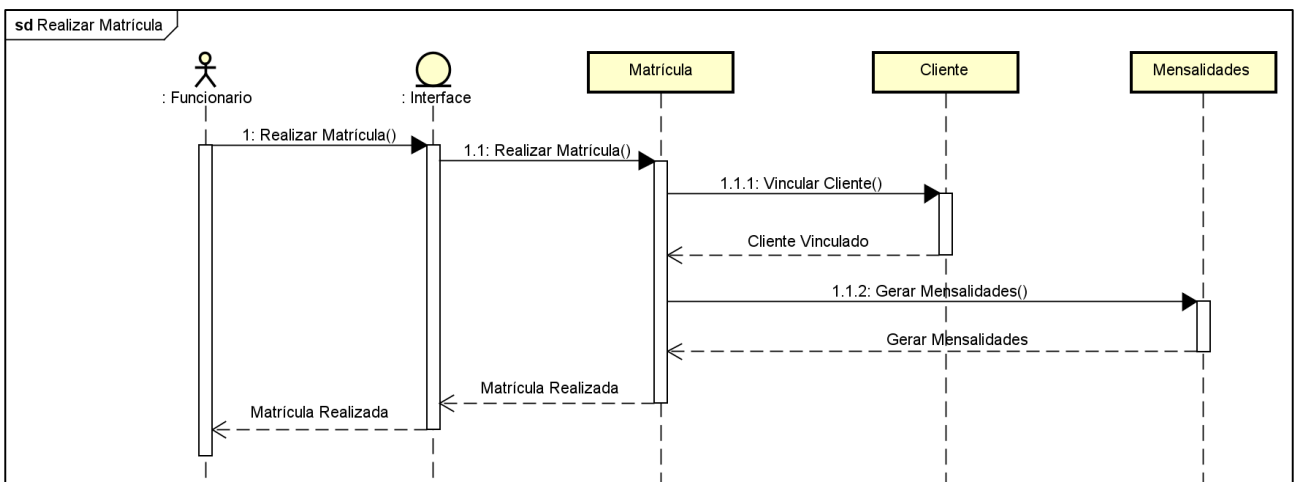 sd Realizar Matrícula
: Funcionario
: Interface
Matrícula
Cliente
Mensalidades
1: Realizar Matrícula()
1.1: Realizar Matrícula()
1.1.1: Vincular Cliente()
Cliente Vinculado
1.1.2: Gerar Mensalidades()
Gerar Mensalidades
Matrícula Realizada
Matrícula Realizada